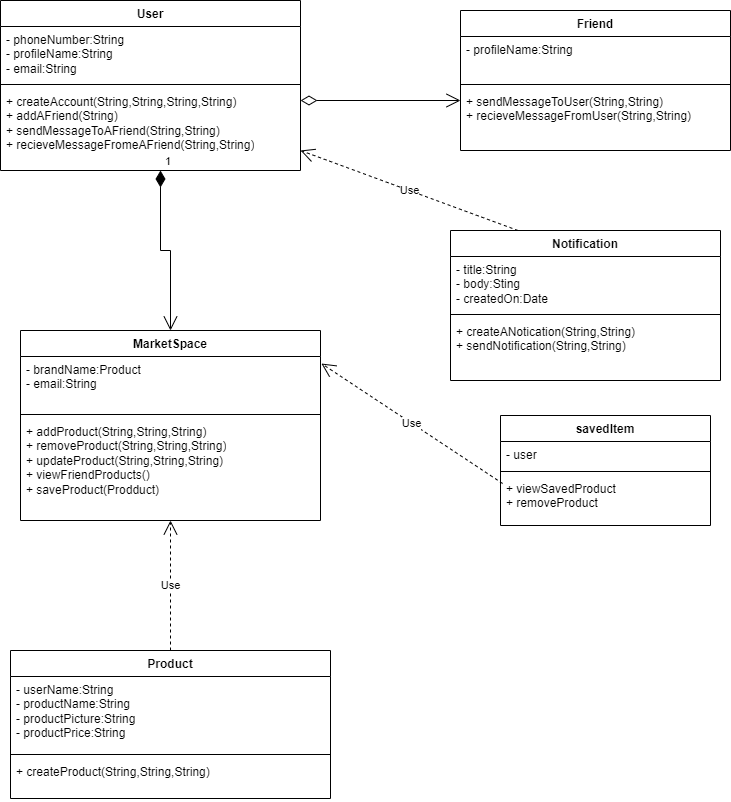 User
- phoneNumber:String
- profileName:String
- email:String
+ createAccount(String,String,String,String)
+ addAFriend(String)
+ sendMessageToAFriend(String,String)
+ recieveMessageFromeAFriend(String,String)
1
Friend
- profileName:String
+ sendMessageToUser(String,String)
+ recieveMessageFromUser(String,String)
Use
Notification
- title:String
- body:Sting
- createdOn:Date
+ createANotication(String,String)
+ sendNotification(String,String)
MarketSpace
- brandName:Product
- email:String
+ addProduct(String,String,String)
+ removeProduct(String,String,String)
+ updateProduct(String,String,String)
+ viewFriendProducts()
+ saveProduct(Prodduct)
Use
savedItem
- user
+ viewSavedProduct
+ removeProduct
Use
Product
- userName:String
- productName:String
- productPicture:String
- productPrice:String
+ createProduct(String,String,String)